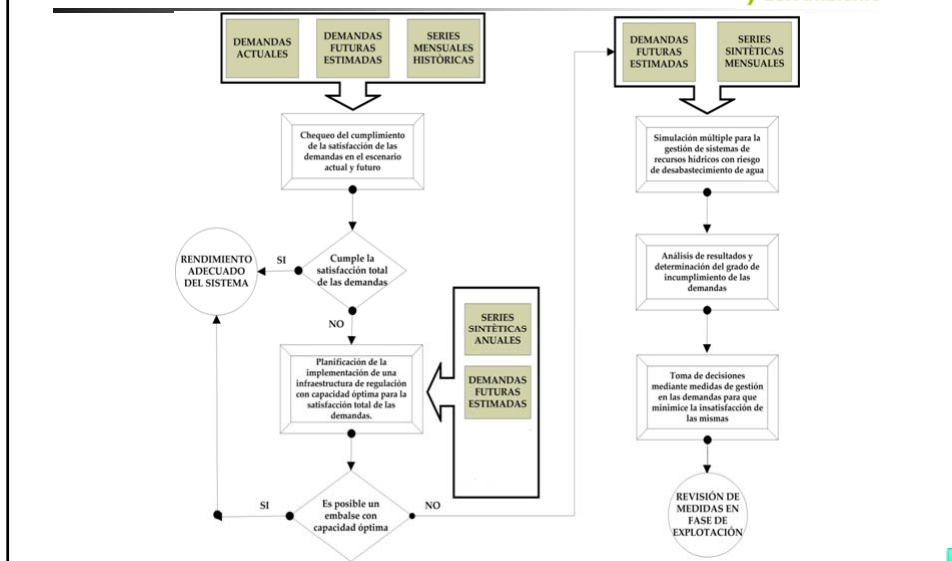 DEMANDAS
ACTUALES
DEMANDAS
FUTURAS
ESTIMADAS
SERIES
MENSUALES
HISTÒRICAS
Chequeo del cumplimiento
de la satisfacción de las
demandas en el escenario
actual y futuro
Cumple la
satisfacción total
de las demandas
SI
RENDIMIENTO
ADECUADO
DEL SISTEMA
NO
Planificación de la
implementación de una
infraestructura de regulación
con capacidad óptima para la
satisfacción total de las
demandas.
SERIES
SINTÈTICAS
ANUALES
DEMANDAS
FUTURAS
ESTIMADAS
SI
Es posible un
embalse con
capacidad óptima
NO
DEMANDAS
FUTURAS
ESTIMADAS
SERIES
SINTÉTICAS
MENSUALES
Simulación múltiple para la
gestión de sistemas de
recursos hídricos con riesgo
de desabastecimiento de agua
Análisis de resultados y
determinación del grado de
incumplimiento de las
demandas
Toma de decisiones
mediante medidas de gestión
en las demandas para que
minimice la insatisfacción de
las mismas
REVISIÓN DE
MEDIDAS EN
FASE DE
EXPLOTACIÓN